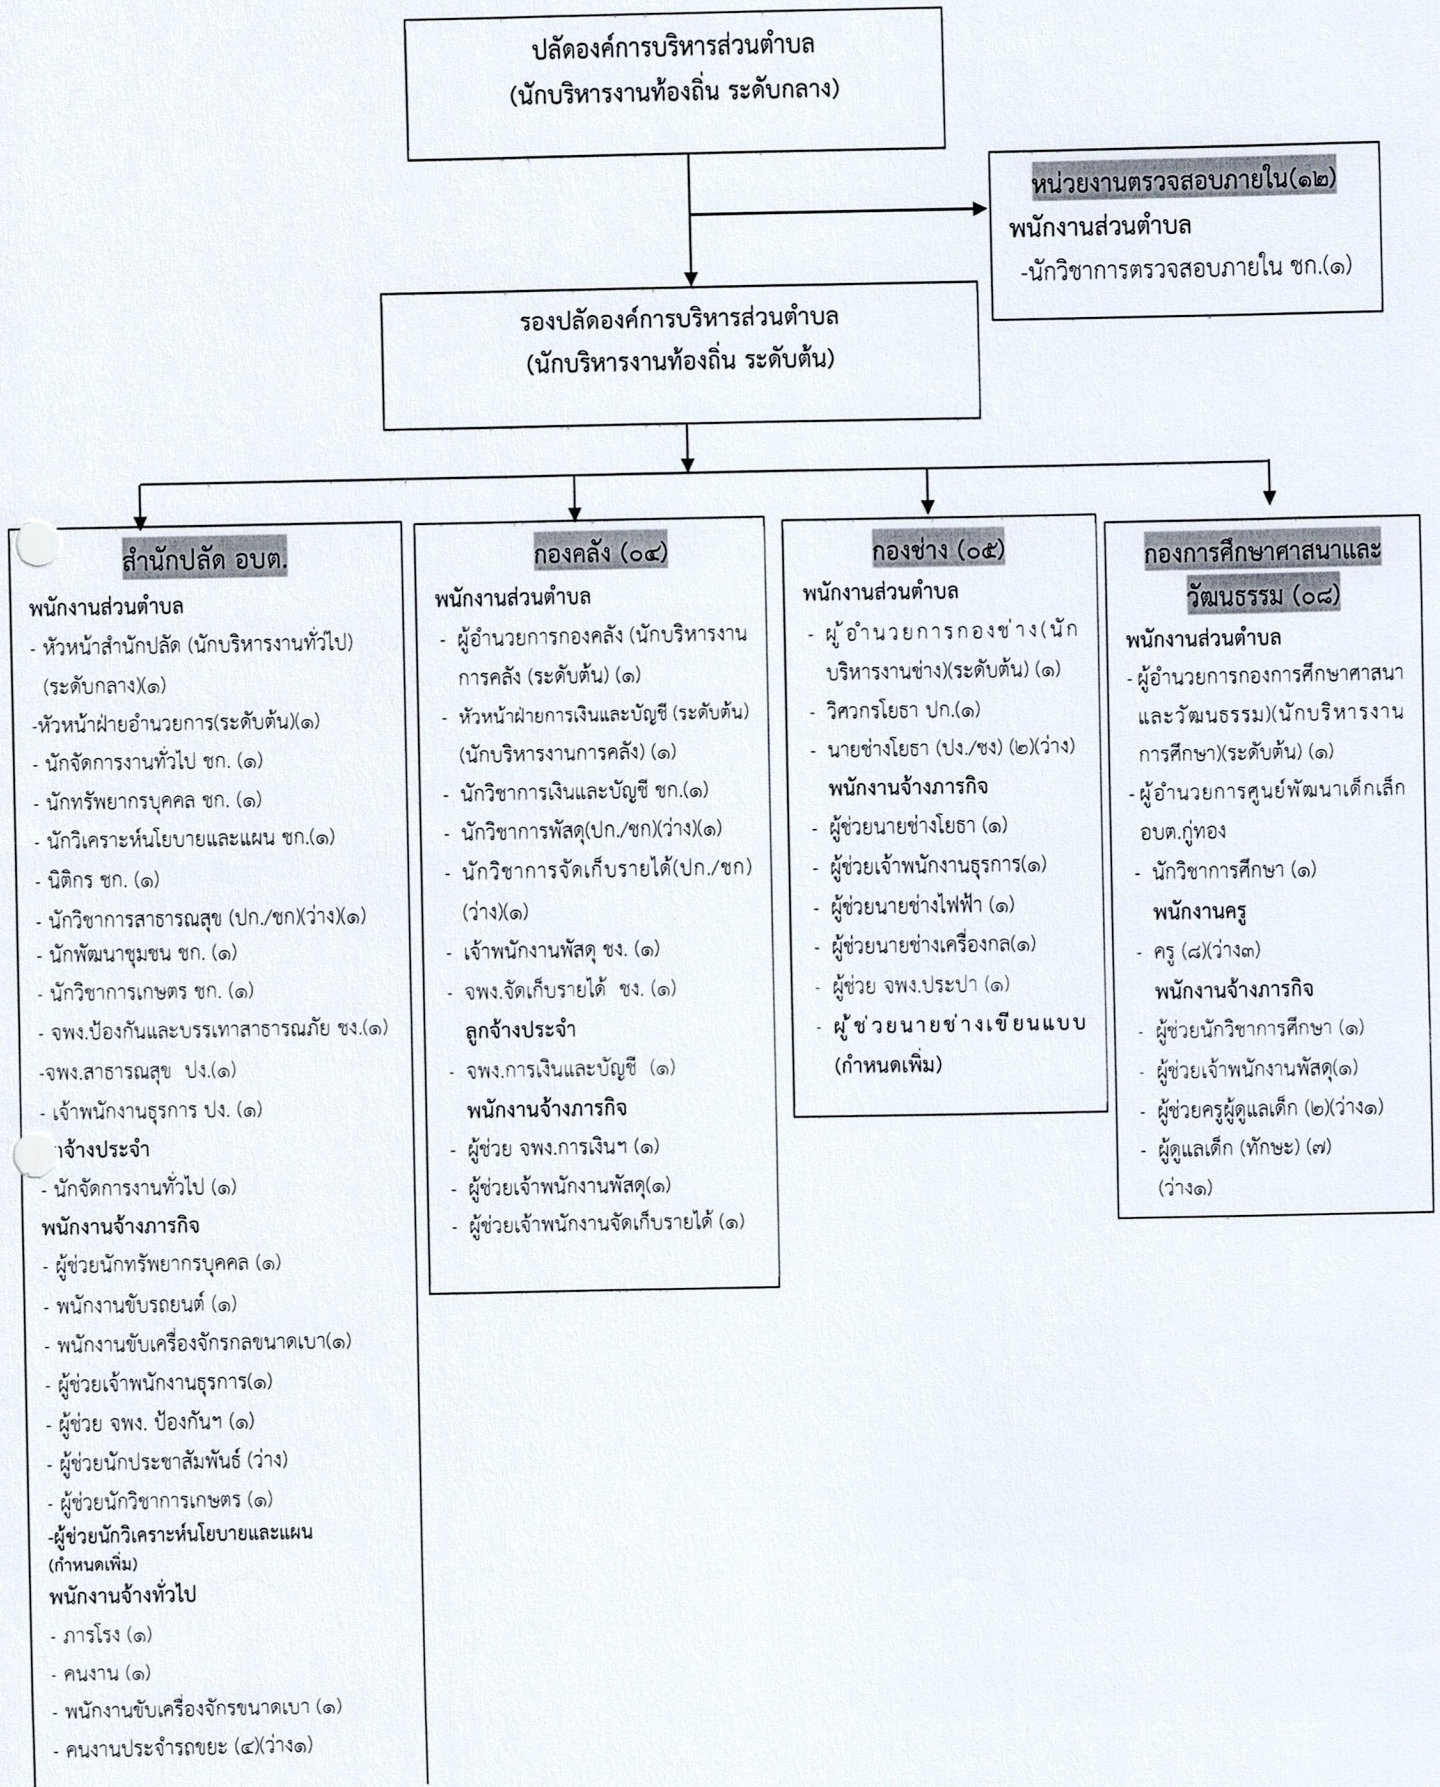 ปลัดองค์การบริหารส่วนตำบล
(นักบริหารงานท้องถิ่น ระดับกลาง)
หน่วยงานตรวจสอบภายใน(๑๒)
พนักงานส่วนตำบล
-นักวิชาการตรวจสอบภายใน ชก.(๑)
รองปลัดองค์การบริหารส่วนตำบล
(นักบริหารงานท้องถิ่น ระดับต้น)
สำนักปลัด อบต.
พนักงานส่วนตำบล
- หัวหน้าสำนักปลัด (นักบริหารงานทั่วไป)
(ระดับกลาง)(๑)
-หัวหน้าฝ่ายอำนวยการ(ระดับต้น)(๑)
- นักจัดการงานทั่วไป ชก. (๑)
- นักทรัพยากรบุคคล ชก. (๑)
- นักวิเคราะห์นโยบายและแผน ชก.(๑)
- นิติกร ชก. (๑)
- นักวิชาการสาธารณสุข (ปก./ชก)(ว่าง)(๑)
- นักพัฒนาชุมชน ชก. (๑)
- นักวิชาการเกษตร ชก. (๑)
- จพง.ป้องกันและบรรเทาสาธารณภัย ชง.(๑)
-จพง.สาธารณสุข ปง.(๑)
- เจ้าพนักงานธุรการ ปง. (๑)
จ้างประจำ
- นักจัดการงานทั่วไป (๑)
พนักงานจ้างภารกิจ
- ผู้ช่วยนักทรัพยากรบุคคล (๑)
- พนักงานขับรถยนต์ (๑)
- พนักงานขับเครื่องจักรกลขนาดเบา(๑)
- ผู้ช่วยเจ้าพนักงานธุรการ(๑)
- ผู้ช่วย จพง. ป้องกันฯ (๑)
- ผู้ช่วยนักประชาสัมพันธ์ (ว่าง)
- ผู้ช่วยนักวิชาการเกษตร (๑)
-ผู้ช่วยนักวิเคราะห์นโยบายและแผน
(กำหนดเพิ่ม)
พนักงานจ้างทั่วไป
- ภารโรง (๑)
- คนงาน (๑)
- พนักงานขับเครื่องจักรขนาดเบา (๑)
- คนงานประจำรถขยะ (๔)(ว่าง๑)
กองคลัง (๐๔)
พนักงานส่วนตำบล
- ผู้อำนวยการกองคลัง (นักบริหารงาน
การคลัง (ระดับต้น) (๑)
- หัวหน้าฝ่ายการเงินและบัญชี (ระดับต้น)
(นักบริหารงานการคลัง) (๑)
- นักวิชาการเงินและบัญชี ชก.(๑)
- นักวิชาการพัสดุ(ปก./ชก)(ว่าง)(๑)
- นักวิชาการจัดเก็บรายได้(ปก./ชก)
(ว่าง)(๑)
- เจ้าพนักงานพัสดุ ชง. (๑)
- จพง.จัดเก็บรายได้ ชง. (๑)
ลูกจ้างประจำ
- จพง.การเงินและบัญชี (๑)
พนักงานจ้างภารกิจ
- ผู้ช่วย จพง.การเงินฯ (๑)
- ผู้ช่วยเจ้าพนักงานพัสดุ(๑)
- ผู้ช่วยเจ้าพนักงานจัดเก็บรายได้ (๑)
กองช่าง (๐๕)
พนักงานส่วนตำบล
- ผู้อำนวยการกองช่าง(นัก
บริหารงานช่าง)(ระดับต้น) (๑)
- วิศวกรโยธา ปก.(๑)
- นายช่างโยธา (ปง./ชง) (๒)(ว่าง)
พนักงานจ้างภารกิจ
- ผู้ช่วยนายช่างโยธา (๑)
- ผู้ช่วยเจ้าพนักงานธุรการ(๑)
- ผู้ช่วยนายช่างไฟฟ้า (๑)
- ผู้ช่วยนายช่างเครื่องกล(๑)
- ผู้ช่วย จพง.ประปา (๑)
- ผู้ช่วยนายช่างเขียนแบบ
(กำหนดเพิ่ม)
กองการศึกษาศาสนาและ
วัฒนธรรม (๐๘)
พนักงานส่วนตำบล
- ผู้อำนวยการกองการศึกษาศาสนา
และวัฒนธรรม)(นักบริหารงาน
การศึกษา)(ระดับต้น) (๑)
- ผู้อำนวยการศูนย์พัฒนาเด็กเล็ก
อบต.กู่ทอง
- นักวิชาการศึกษา (๑)
พนักงานครู
- ครู (๘)(ว่าง๓)
พนักงานจ้างภารกิจ
- ผู้ช่วยนักวิชาการศึกษา (๑)
- ผู้ช่วยเจ้าพนักงานพัสดุ(๑)
- ผู้ช่วยครูผู้ดูแลเด็ก (๒)(ว่าง๑)
- ผู้ดูแลเด็ก (ทักษะ) (๗)
(ว่าง๑)